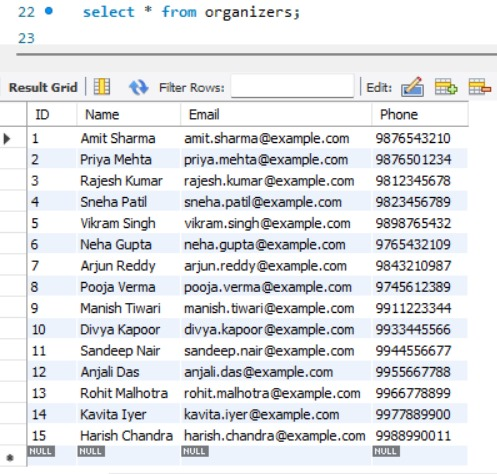 22 select * from organizers;
23
Result Grid Filter Rows: Edit:
ID Name Email Phone
1 Amit Sharma amit.sharma@example.com 9876543210
2 Priya Mehta priya.mehta@example.com 9876501234
3 Rajesh Kumar rajesh.kumar@example.com 9812345678
4 Sneha Patil sneha.patil@example.com 9823456789
5 Vikram Singh vikram.singh@example.com 9898765432
6 Neha Gupta neha.gupta@example.com 9765432109
7 Arjun Reddy arjun.reddy@example.com 9843210987
8 Pooja Verma pooja.verma@example.com 9745612389
9 Manish Tiwari manish.tiwari@example.com 9911223344
10 Divya Kapoor divya.kapoor@example.com 9933445566
11 Sandeep Nair sandeep.nair@example.com 9944556677
12 Anjali Das anjali.das@example.com 9955667788
13 Rohit Malhotra rohit.malhotra@example.com 9966778899
14 Kavita Iyer kavita.iyer@example.com 9977889900
15 Harish Chandra harish.chandra@example.com 9988990011
NULL NULL NULL NULL